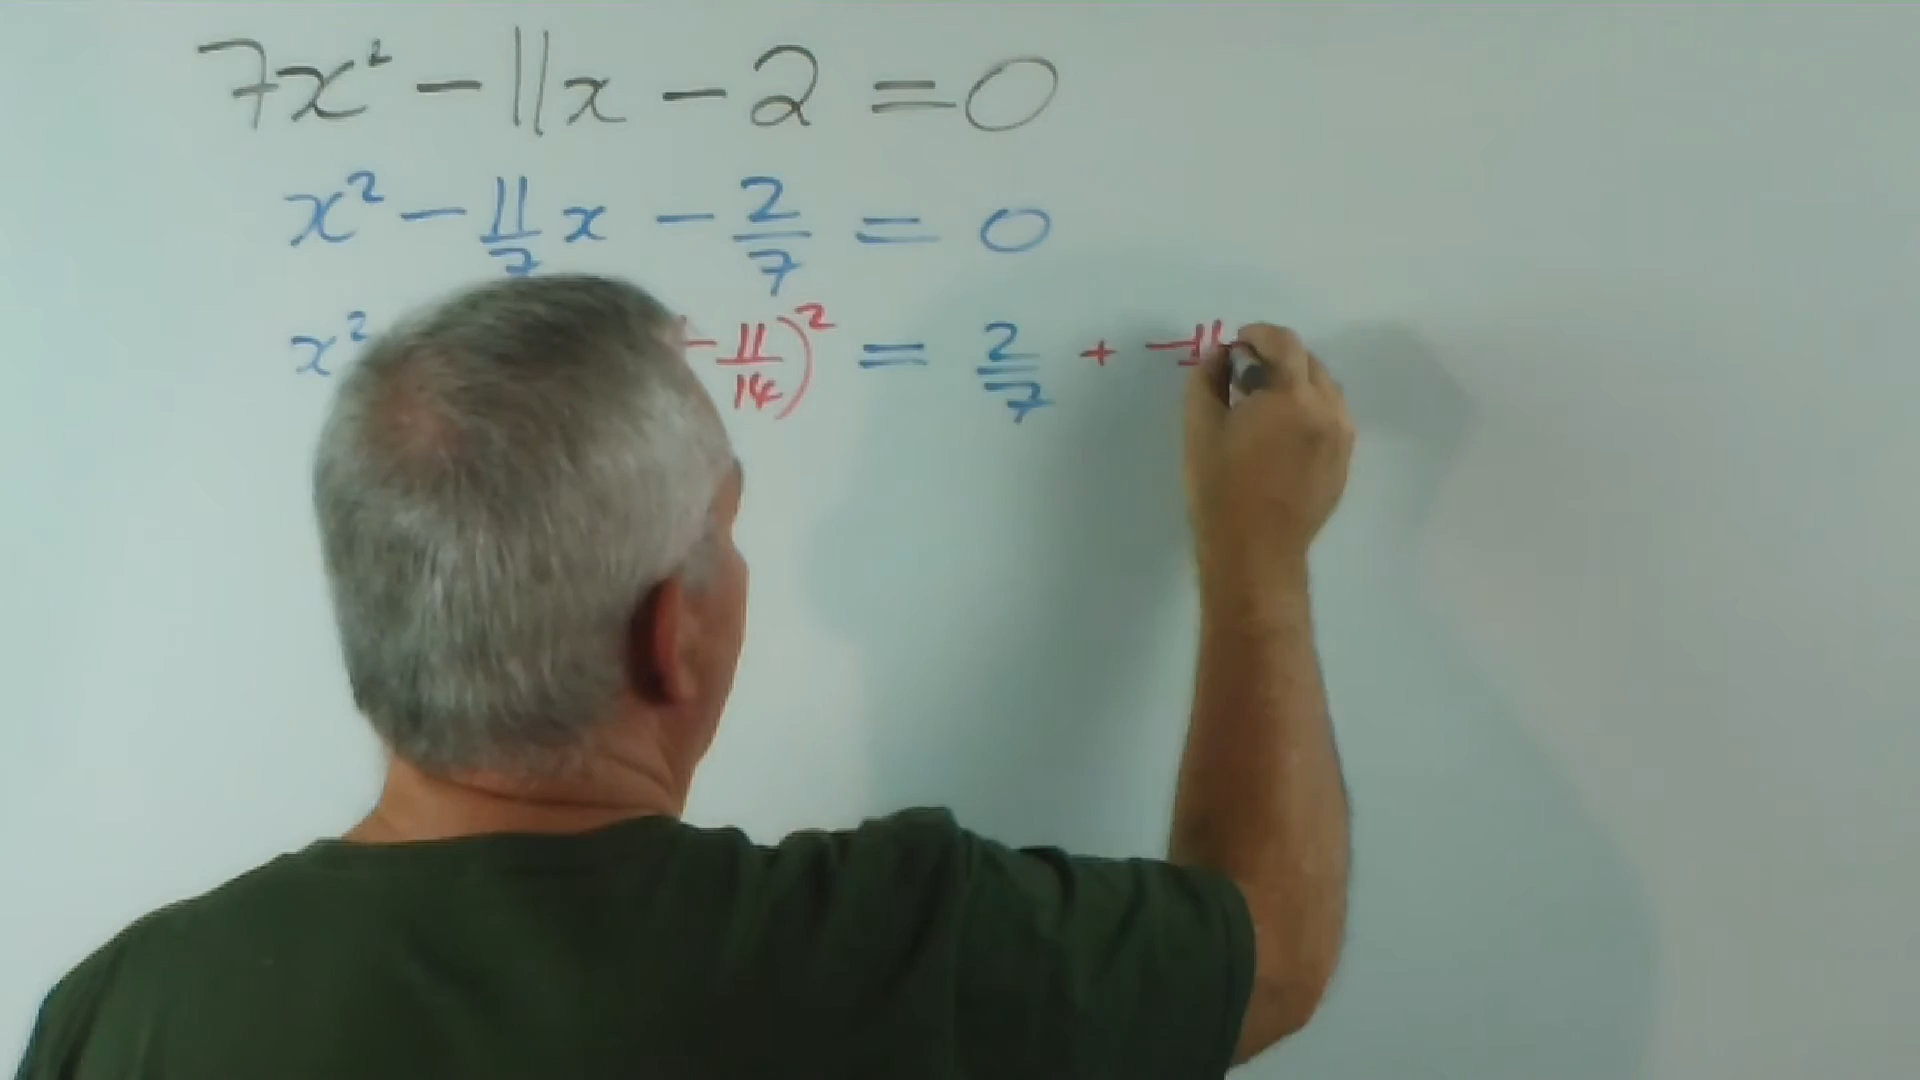 7x² - 11x - 2 = 0
x² - 11/7 x - 2/7 = 0
x² - 11/14)² = 2/7 + -11